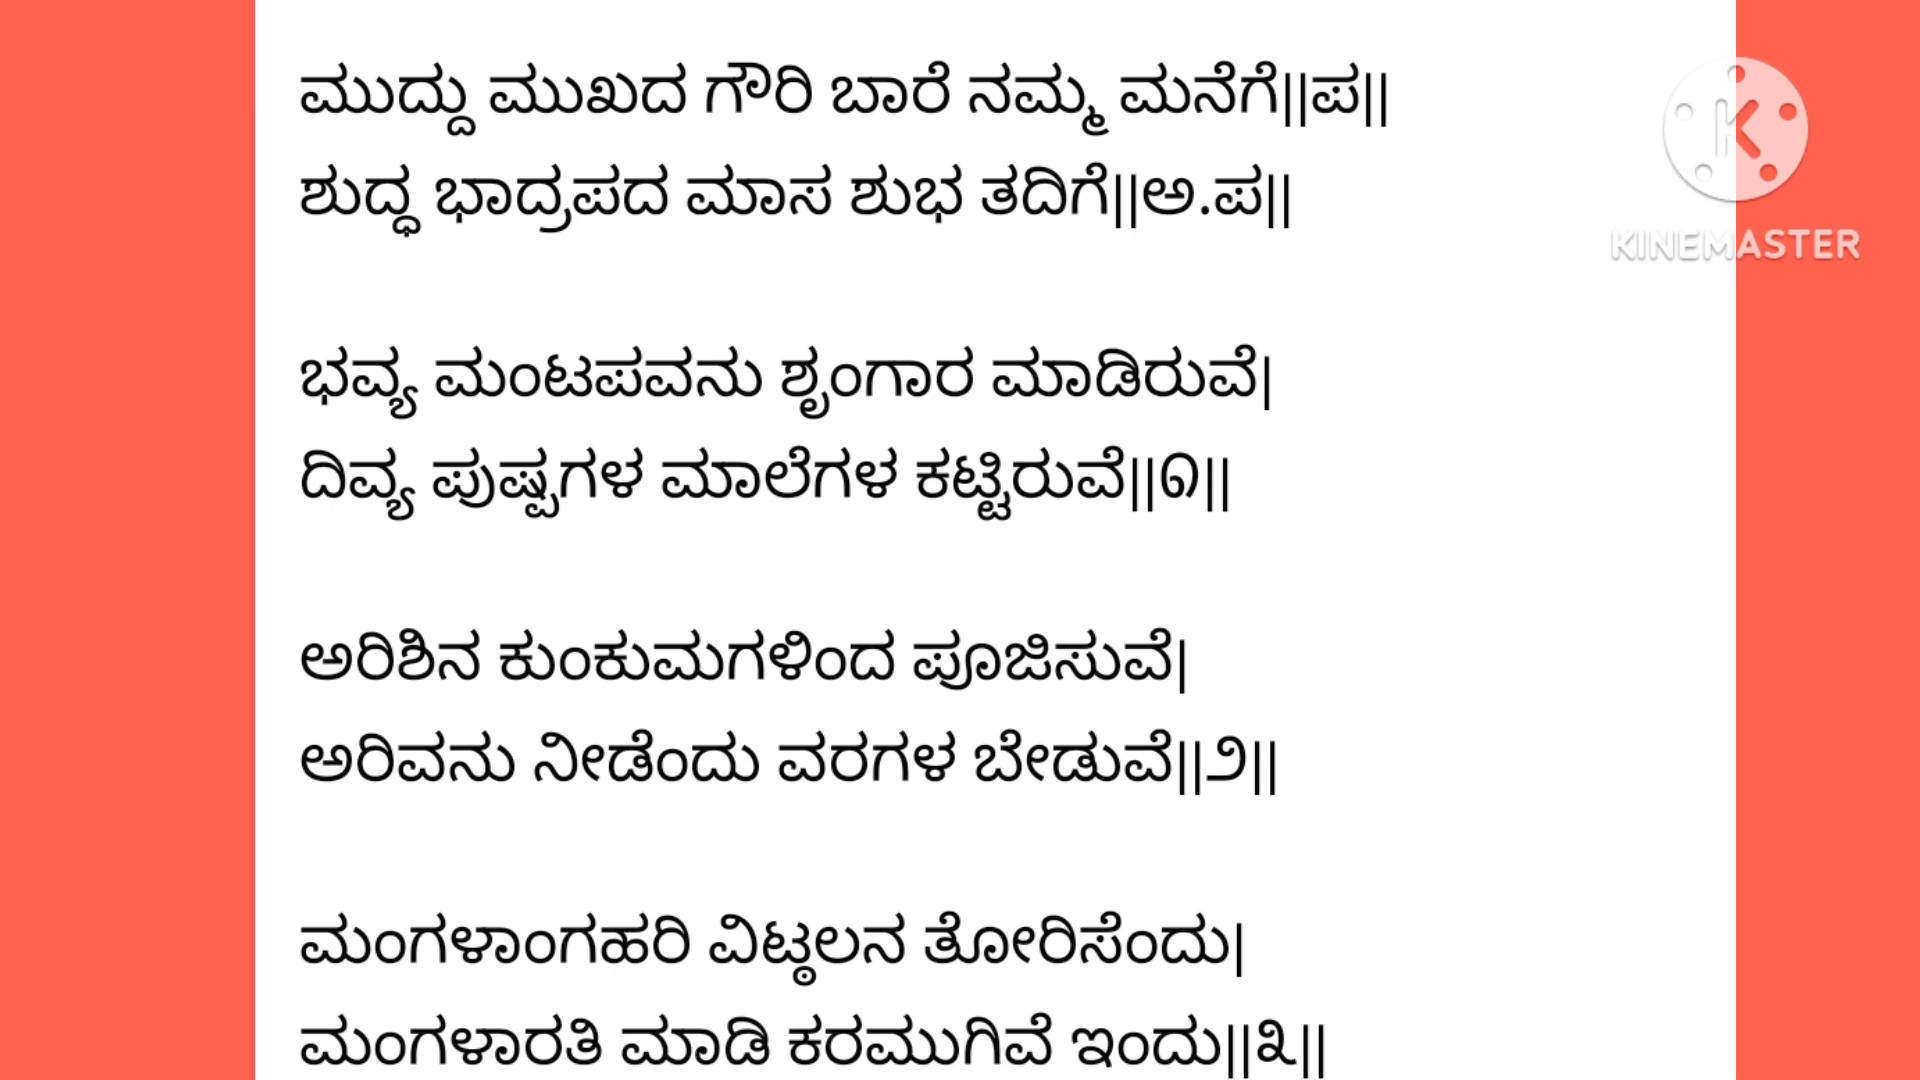 ಮುದ್ದು ಮುಖದ ಗೌರಿ ಬಾರೆ ನಮ್ಮ ಮನೆಗೆ||ಪ||
ಶುದ್ಧ ಭಾದ್ರಪದ ಮಾಸ ಶುಭ ತದಿಗೆ||ಅ.ಪ||
ಭವ್ಯ ಮಂಟಪವನು ಶೃಂಗಾರ ಮಾಡಿರುವೆ|
ದಿವ್ಯ ಪುಷ್ಪಗಳ ಮಾಲೆಗಳ ಕಟ್ಟಿರುವೆ||೧||
ಅರಿಶಿನ ಕುಂಕುಮಗಳಿಂದ ಪೂಜಿಸುವೆ|
ಅರಿವನು ನೀಡೆಂದು ವರಗಳ ಬೇಡುವೆ||೨||
ಮಂಗಳಾಂಗಹರಿ ವಿಟ್ಠಲನ ತೋರಿಸೆಂದು|
ಮಂಗಳಾರತಿ ಮಾಡಿ ಕರಮುಗಿವೆ ಇಂದು||೩||
K
KINEMASTER